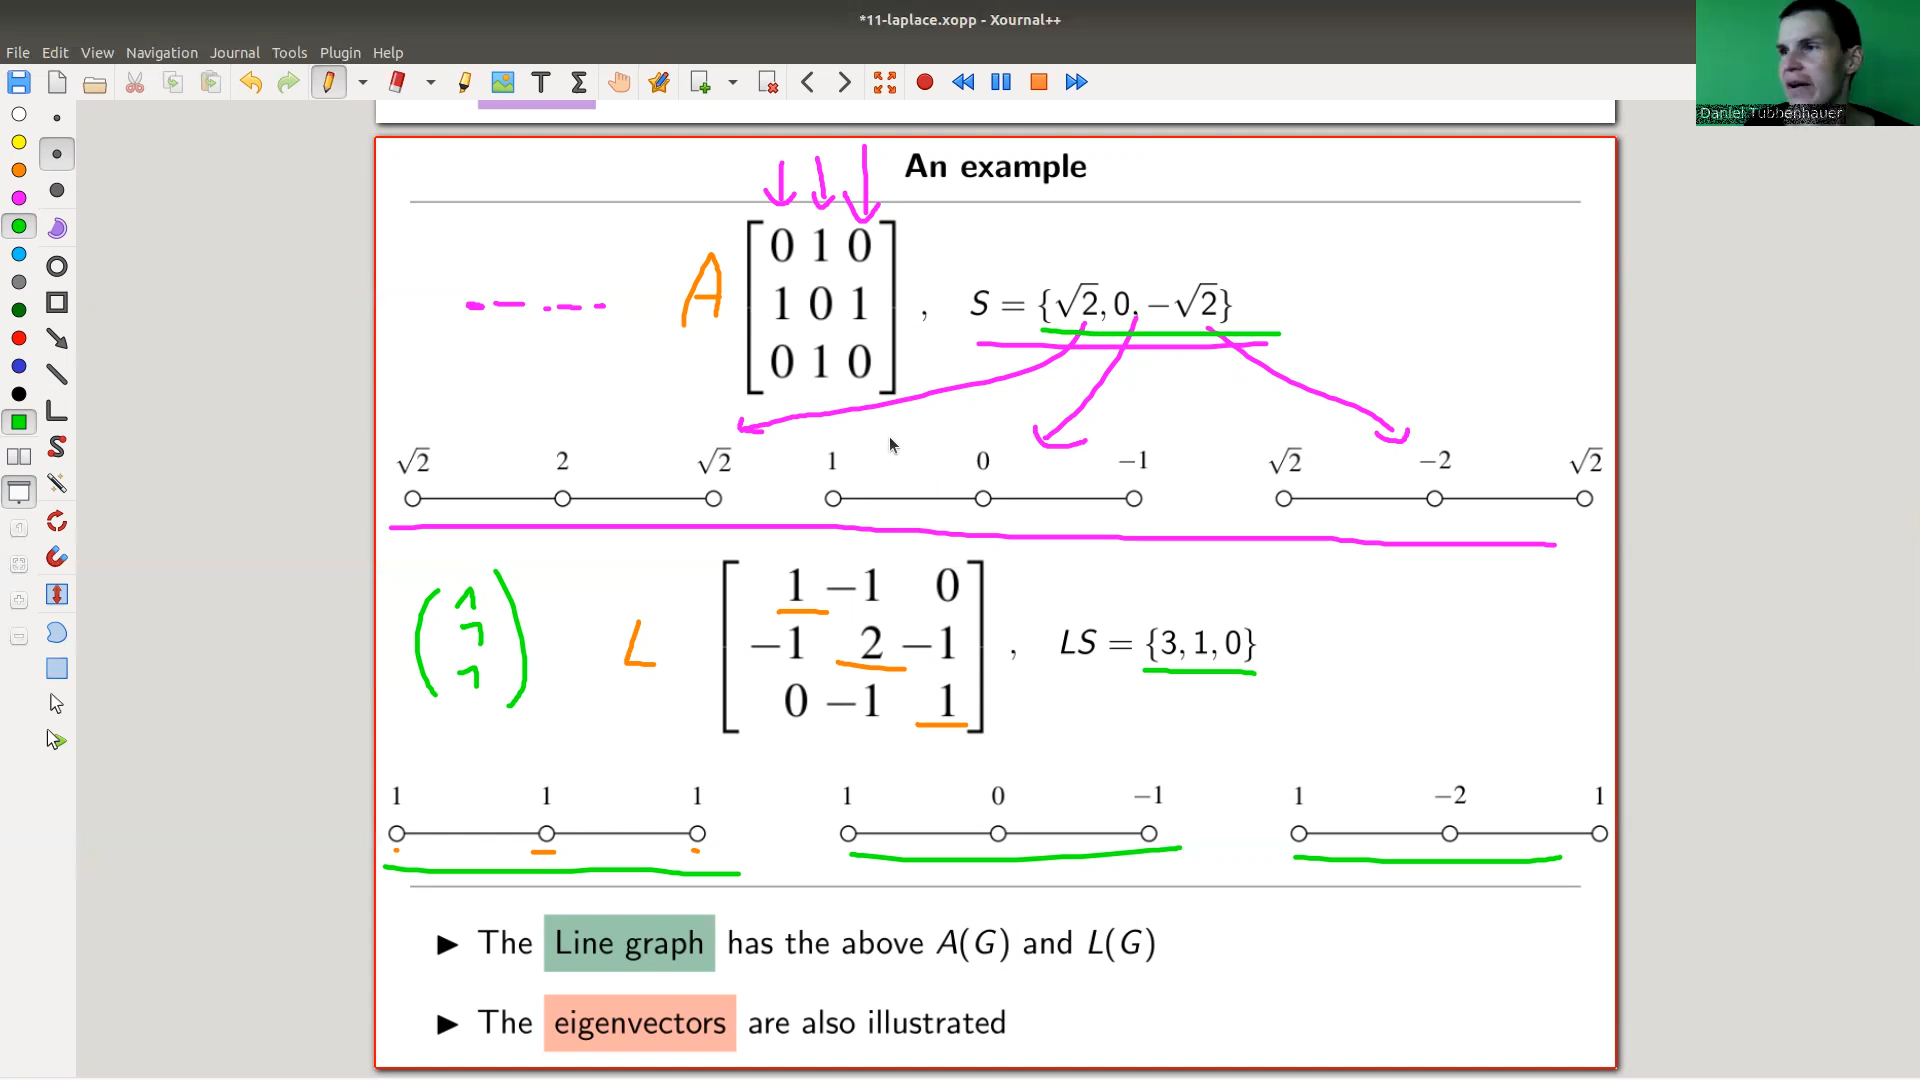 *11-laplace.xopp - Xournal++
File Edit View Navigation Journal Tools Plugin Help
Daniel Tubbenhauer
An example
A
0 1 0
1 0 1
0 1 0
, S = {√2, 0, −√2}
√2 2 √2 1 0 −1 √2 −2 √2
1
1
1
L
1 −1 0
−1 2 −1
0 −1 1
, LS = {3, 1, 0}
1 1 1 1 0 −1 1 −2 1
▶ The Line graph has the above A(G) and L(G)
▶ The eigenvectors are also illustrated